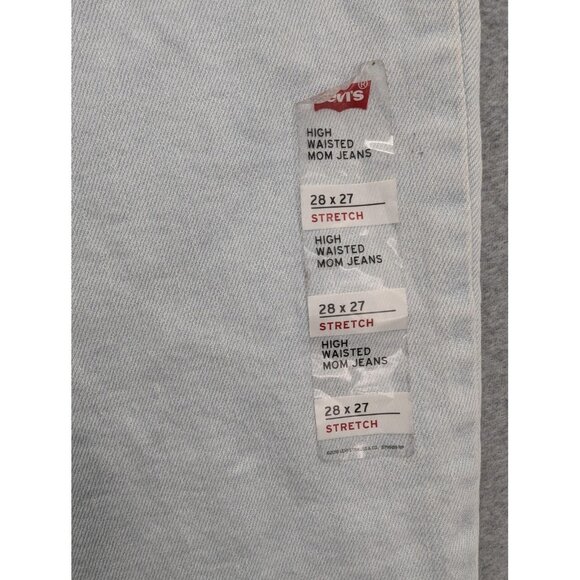 Levi's®
HIGH
WAISTED
MOM JEANS
28 x 27
STRETCH
HIGH
WAISTED
MOM JEANS
28 x 27
STRETCH
HIGH
WAISTED
MOM JEANS
28 x 27
STRETCH